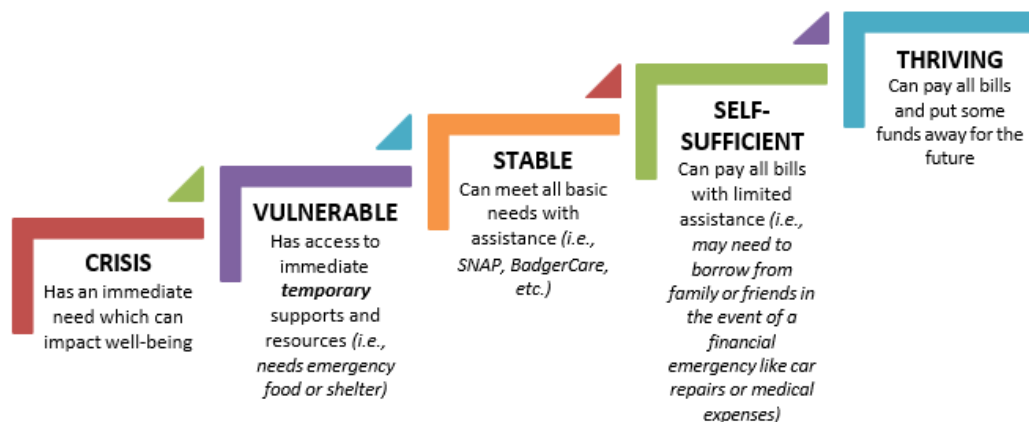 CRISIS
Has an immediate
need which can
impact well-being
VULNERABLE
Has access to
immediate
temporary
supports and
resources (i.e.,
needs emergency
food or shelter)
STABLE
Can meet all basic
needs with
assistance (i.e.,
SNAP, BadgerCare,
etc.)
SELF-
SUFFICIENT
Can pay all bills
with limited
assistance (i.e.,
may need to
borrow from
family or friends in
the event of a
financial
emergency like car
repairs or medical
expenses)
THRIVING
Can pay all bills
and put some
funds away for the
future